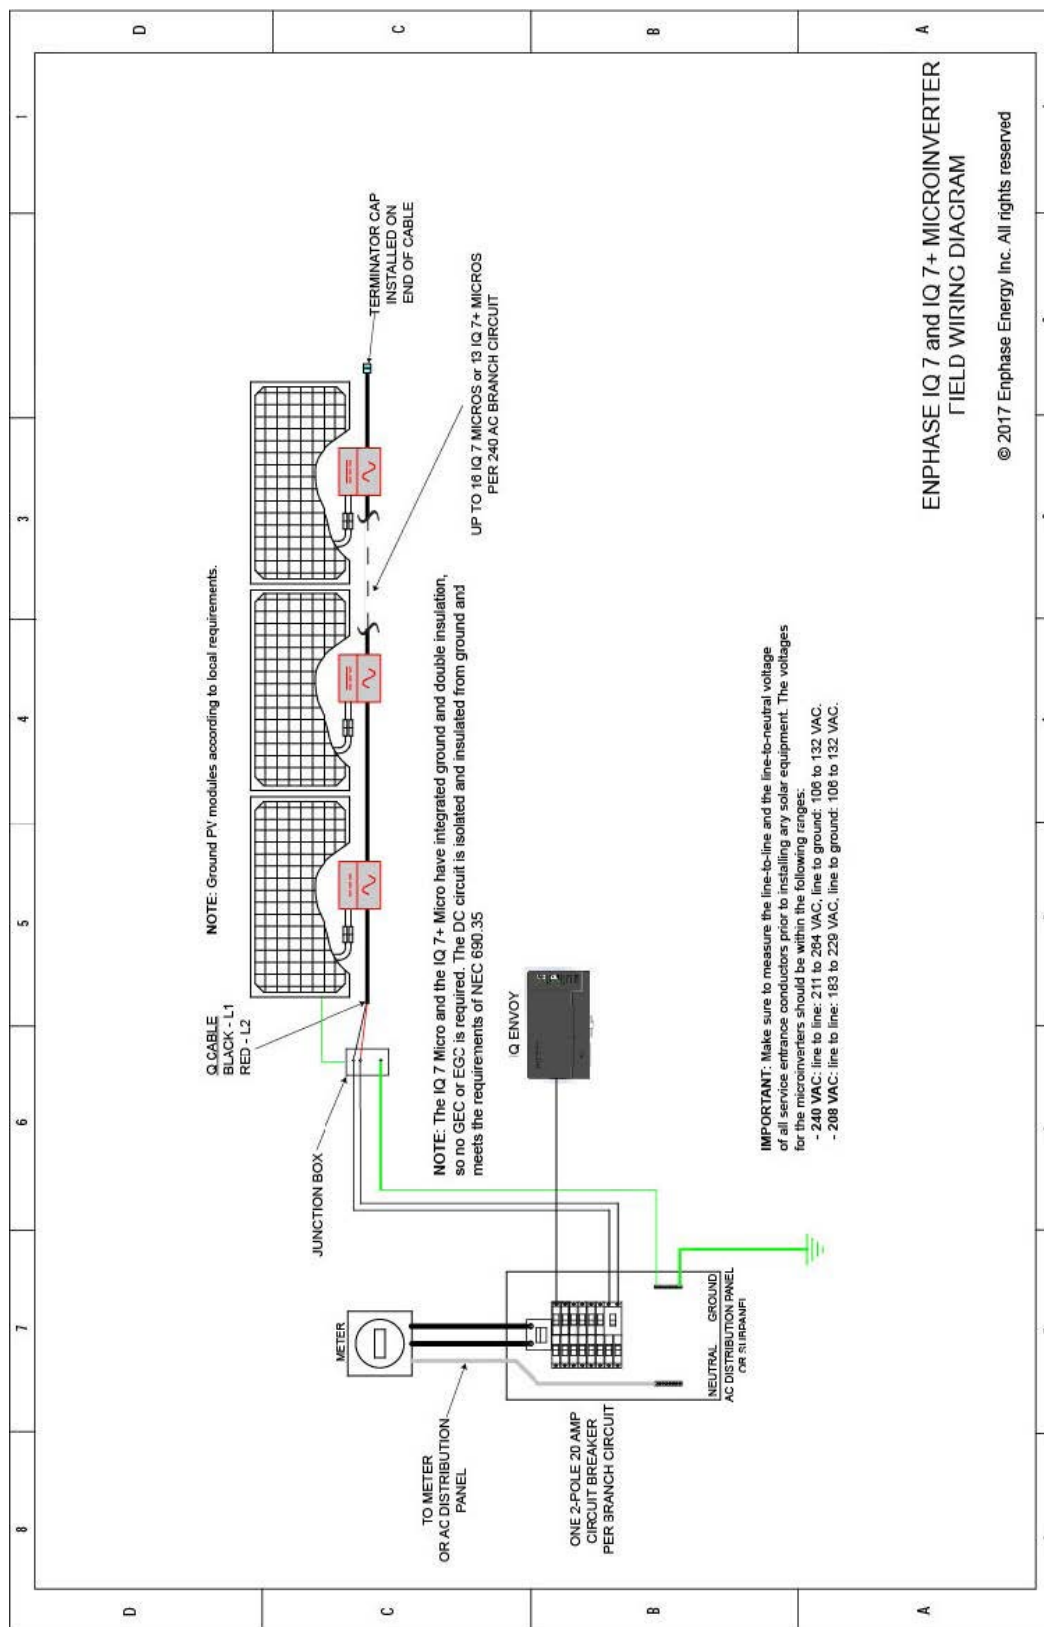 D
C
B
A
8
7
6
5
4
3
1
NOTE: Ground PV modules according to local requirements.
Q CABLE
BLACK - L1
RED - L2
JUNCTION BOX
TERMINATOR CAP
INSTALLED ON
END OF CABLE
METER
UP TO 16 IQ 7 MICROS or 13 IQ 7+ MICROS
PER 240 AC BRANCH CIRCUIT
NOTE: The IQ 7 Micro and the IQ 7+ Micro have integrated ground and double insulation,
so no GEC or EGC is required. The DC circuit is isolated and insulated from ground and
meets the requirements of NEC 690.35
TO METER
OR AC DISTRIBUTION
PANEL
IQ ENVOY
ONE 2-POLE 20 AMP
CIRCUIT BREAKER
PER BRANCH CIRCUIT
NEUTRAL GROUND
AC DISTRIBUTION PANEL
OR SUBPANEL
IMPORTANT: Make sure to measure the line-to-line and the line-to-neutral voltage
of all service entrance conductors prior to installing any solar equipment. The voltages
for the microinverters should be within the following ranges:
- 240 VAC: line to line: 211 to 264 VAC, line to ground: 106 to 132 VAC.
- 208 VAC: line to line: 183 to 229 VAC, line to ground: 106 to 132 VAC.
ENPHASE IQ 7 and IQ 7+ MICROINVERTER
FIELD WIRING DIAGRAM
© 2017 Enphase Energy Inc. All rights reserved
D
C
B
A